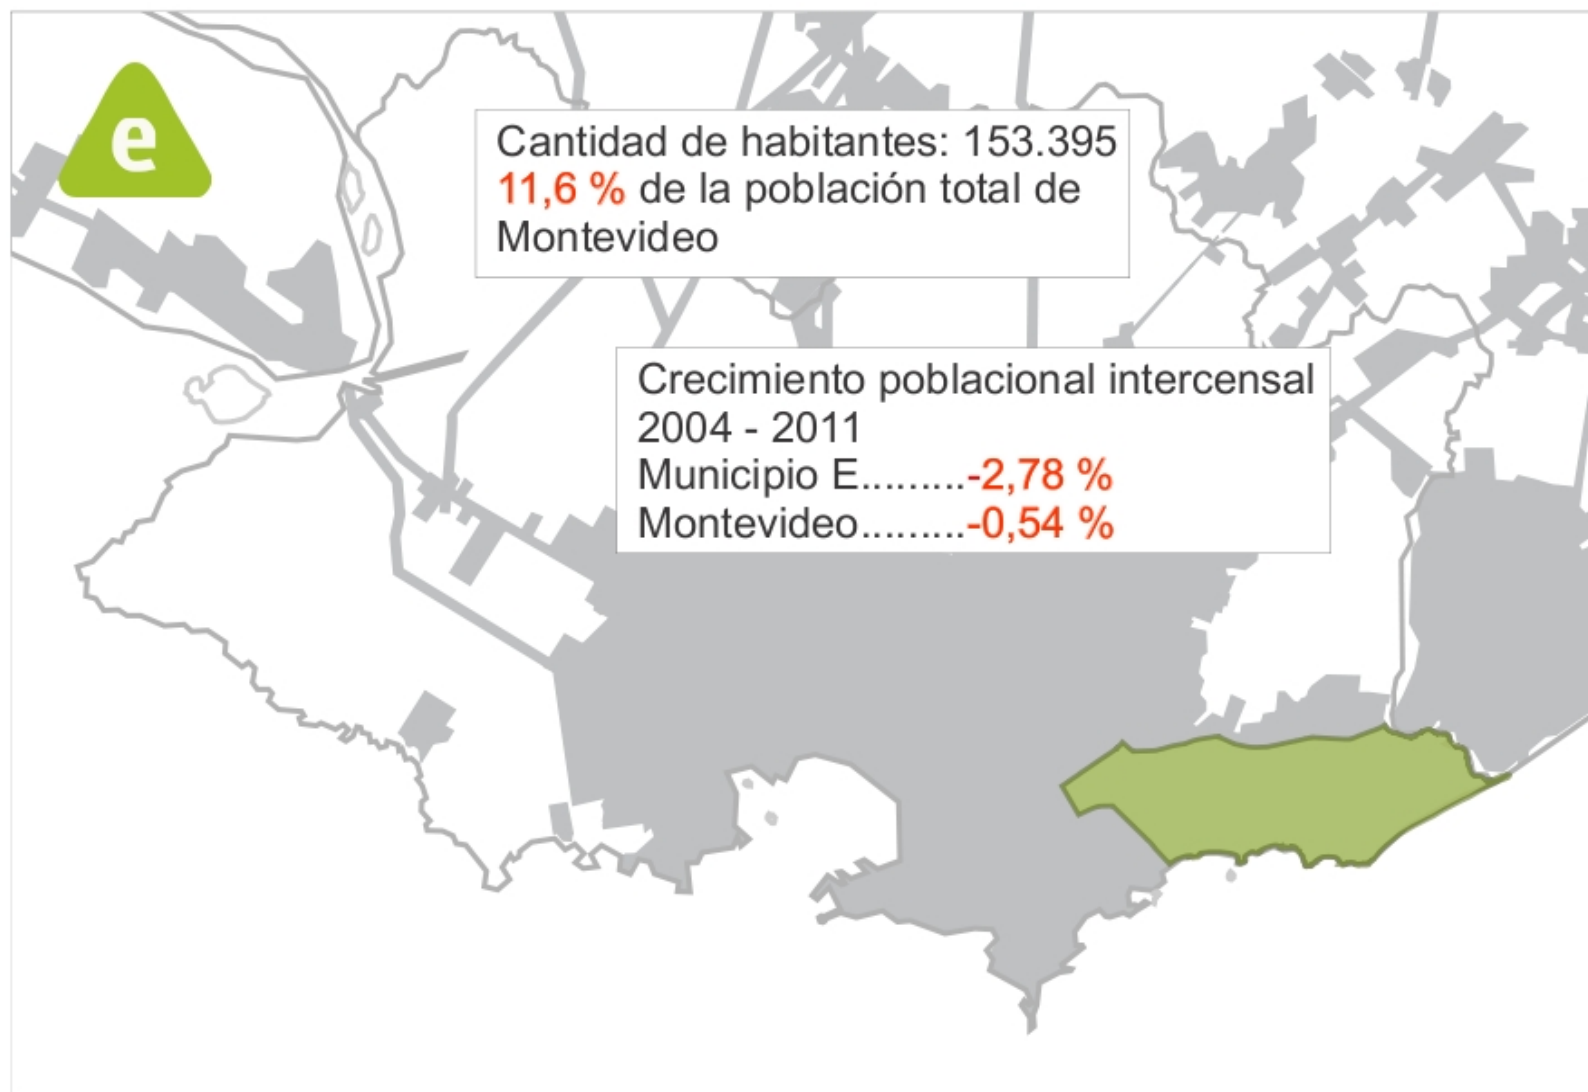 e
Cantidad de habitantes: 153.395
11,6 % de la población total de
Montevideo
Crecimiento poblacional intercensal
2004 - 2011
Municipio E.........-2,78 %
Montevideo.........-0,54 %